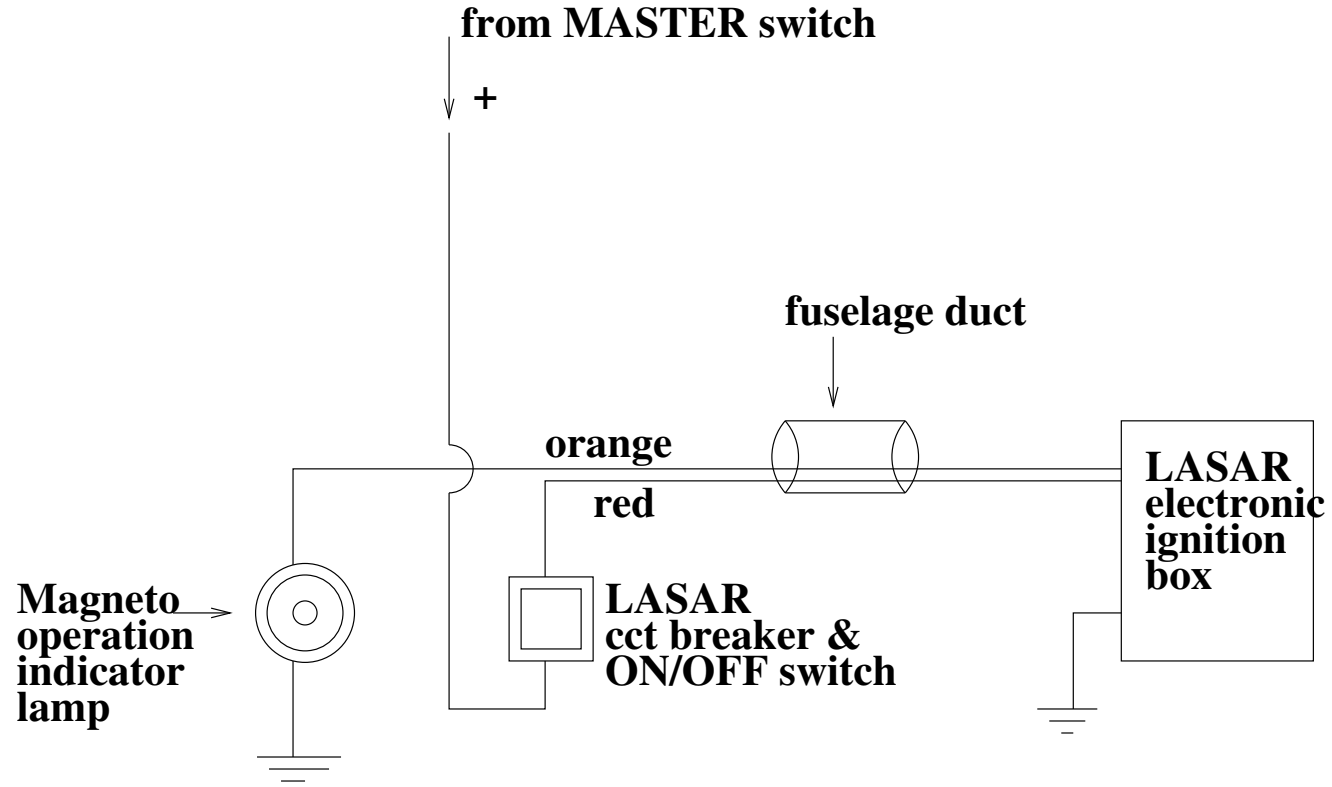 from MASTER switch
+
fuselage duct
orange
red
LASAR
electronic
ignition
box
Magneto
operation
indicator
lamp
LASAR
cct breaker &
ON/OFF switch